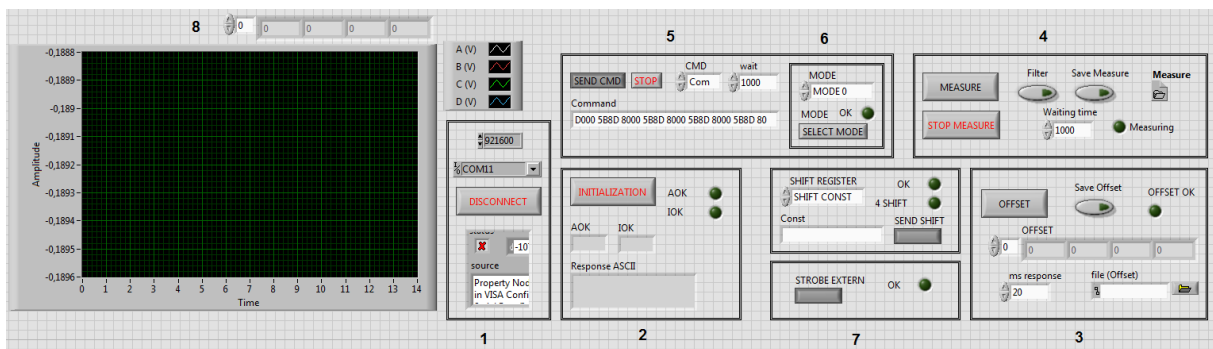 8
0
0
0
0
0
-0,1888
-0,1889
-0,189
-0,1891
-0,1892
-0,1893
-0,1894
-0,1895
-0,1896
Amplitude
0 1 2 3 4 5 6 7 8 9 10 11 12 13 14
Time
A (V)
B (V)
C (V)
D (V)
921600
COM11
DISCONNECT
status
-107
source
Property Nod
in VISA Confi
1
5
SEND CMD
STOP
CMD
Com
wait
1000
Command
D000 5B8D 8000 5B8D 8000 5B8D 8000 5B8D 80
6
MODE
MODE 0
MODE OK
SELECT MODE
4
MEASURE
Filter
Save Measure
Measure
STOP MEASURE
Waiting time
1000
Measuring
INITIALIZATION
AOK
IOK
AOK
IOK
Response ASCII
2
SHIFT REGISTER
SHIFT CONST
OK
4 SHIFT
Const
SEND SHIFT
STROBE EXTERN
OK
7
OFFSET
Save Offset
OFFSET OK
OFFSET
0
0
0
0
0
ms response
20
file (Offset)
3